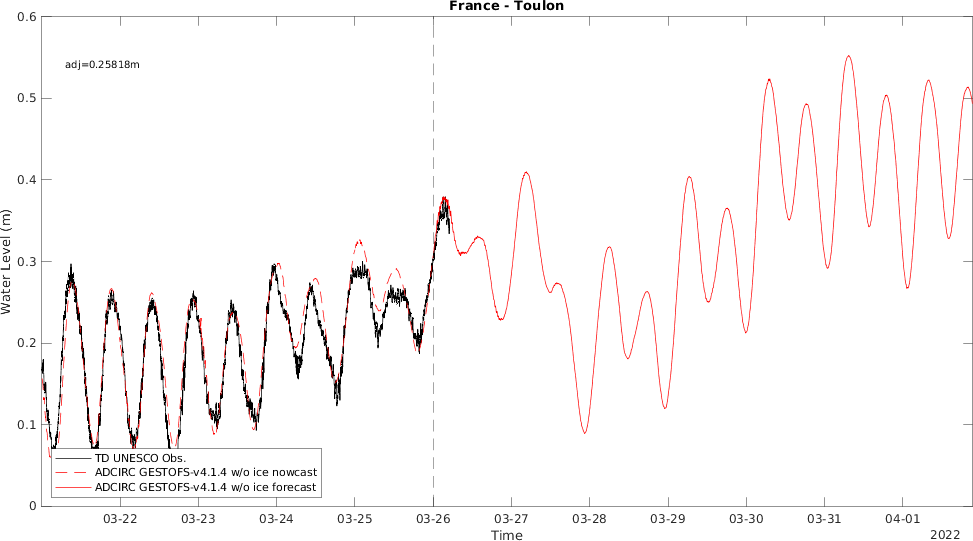 France - Toulon
adj=0.25818m
Water Level (m)
0.6
0.5
0.4
0.3
0.2
0.1
0
TD UNESCO Obs.
ADCIRC GESTOFS-v4.1.4 w/o ice nowcast
ADCIRC GESTOFS-v4.1.4 w/o ice forecast
03-22 03-23 03-24 03-25 03-26 03-27 03-28 03-29 03-30 03-31 04-01
Time
2022